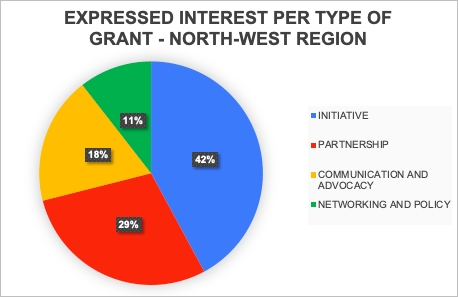 EXPRESSED INTEREST PER TYPE OF
GRANT - NORTH-WEST REGION
11%
18%
42%
29%
INITIATIVE
PARTNERSHIP
COMMUNICATION AND
ADVOCACY
NETWORKING AND POLICY